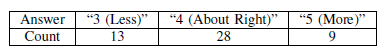 Answer “3 (Less)” “4 (About Right)” “5 (More)”
Count 13 28 9